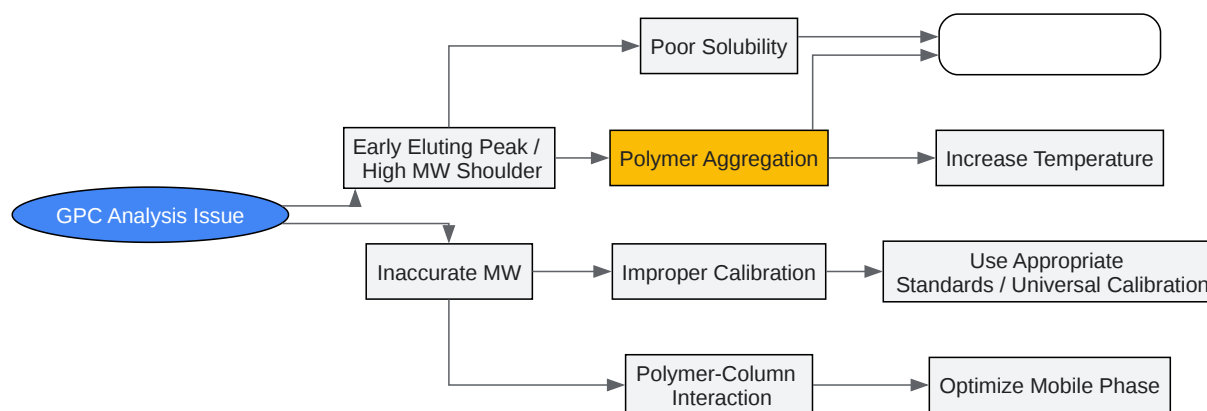 Poor Solubility
Early Eluting Peak /
High MW Shoulder
Polymer Aggregation
Increase Temperature
GPC Analysis Issue
Inaccurate MW
Improper Calibration
Use Appropriate
Standards / Universal Calibration
Polymer-Column
Interaction
Optimize Mobile Phase